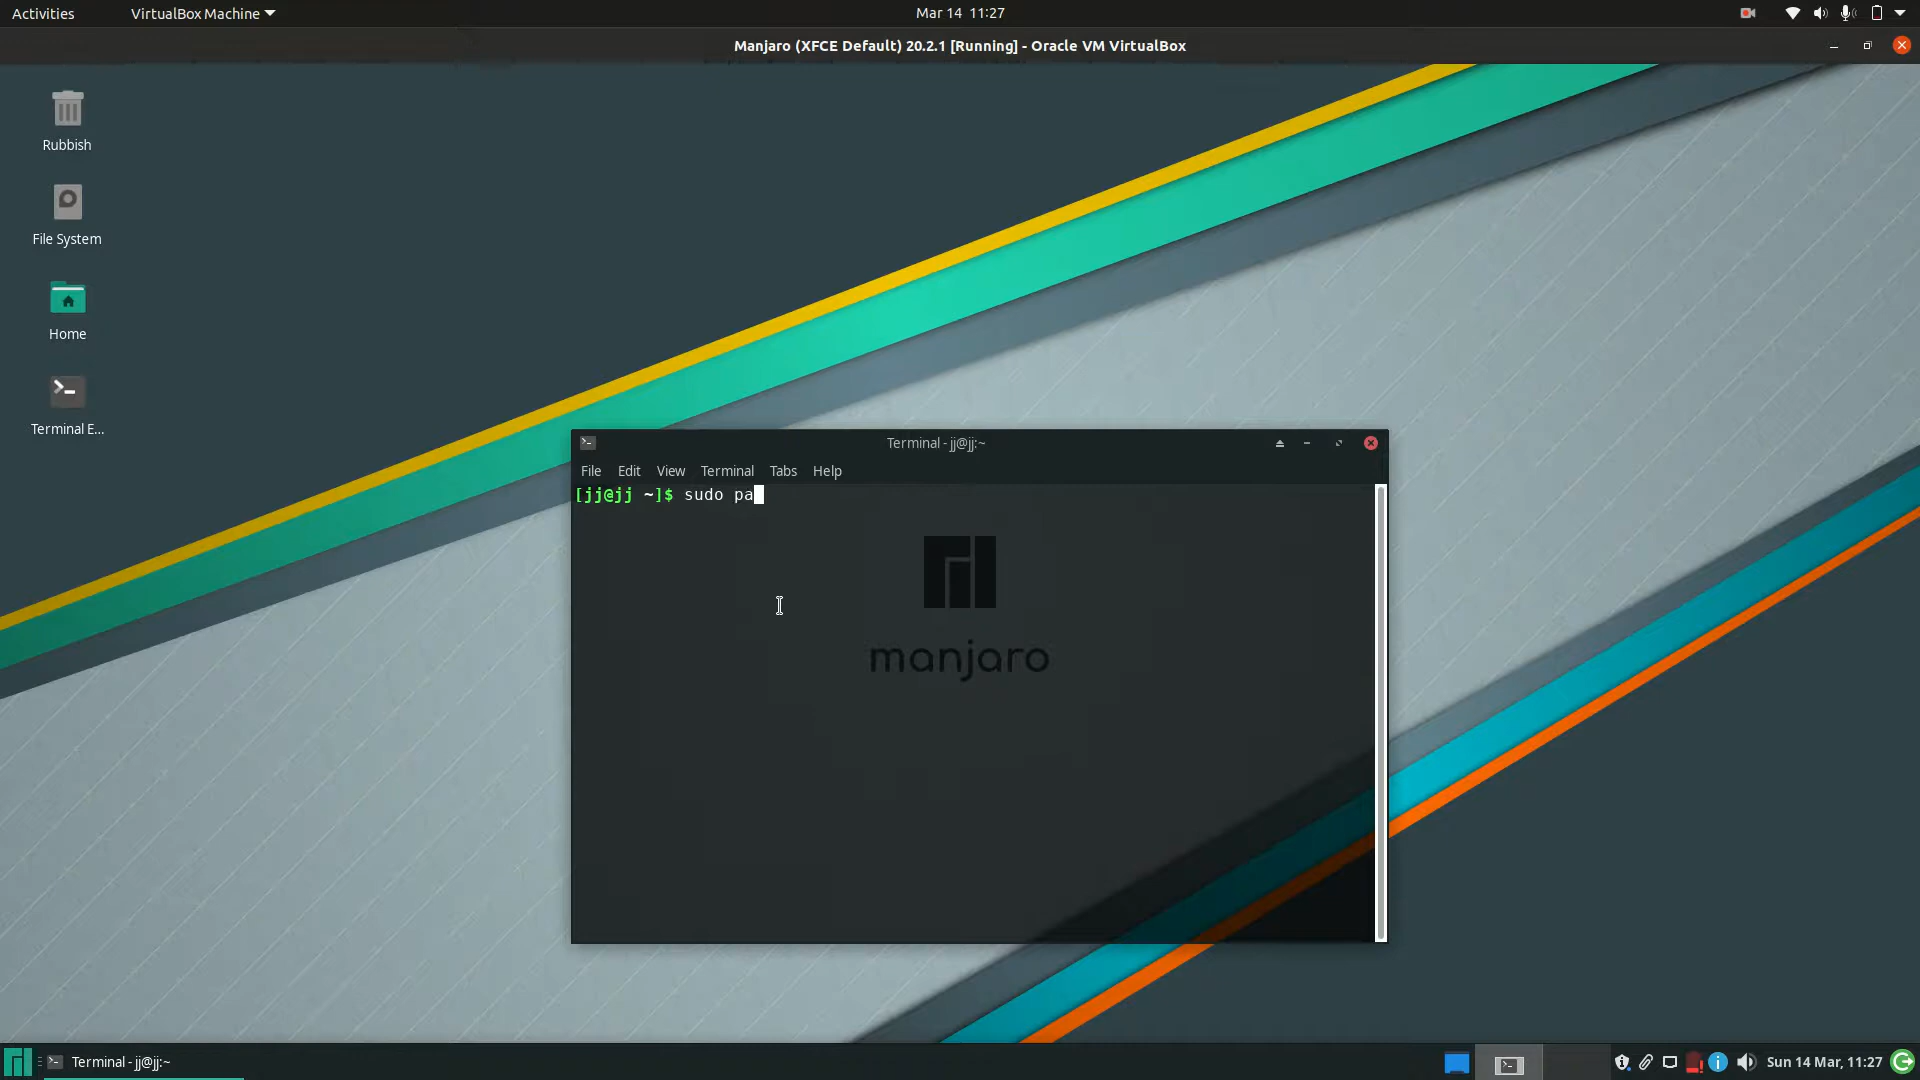 Activities
VirtualBox Machine
Mar 14 11:27
Manjaro (XFCE Default) 20.2.1 [Running] - Oracle VM VirtualBox
Rubbish
File System
Home
Terminal E...
Terminal - jj@jj:~
File Edit View Terminal Tabs Help
[jj@jj ~]$ sudo pa
manjaro
Terminal - jj@jj:~
Sun 14 Mar, 11:27